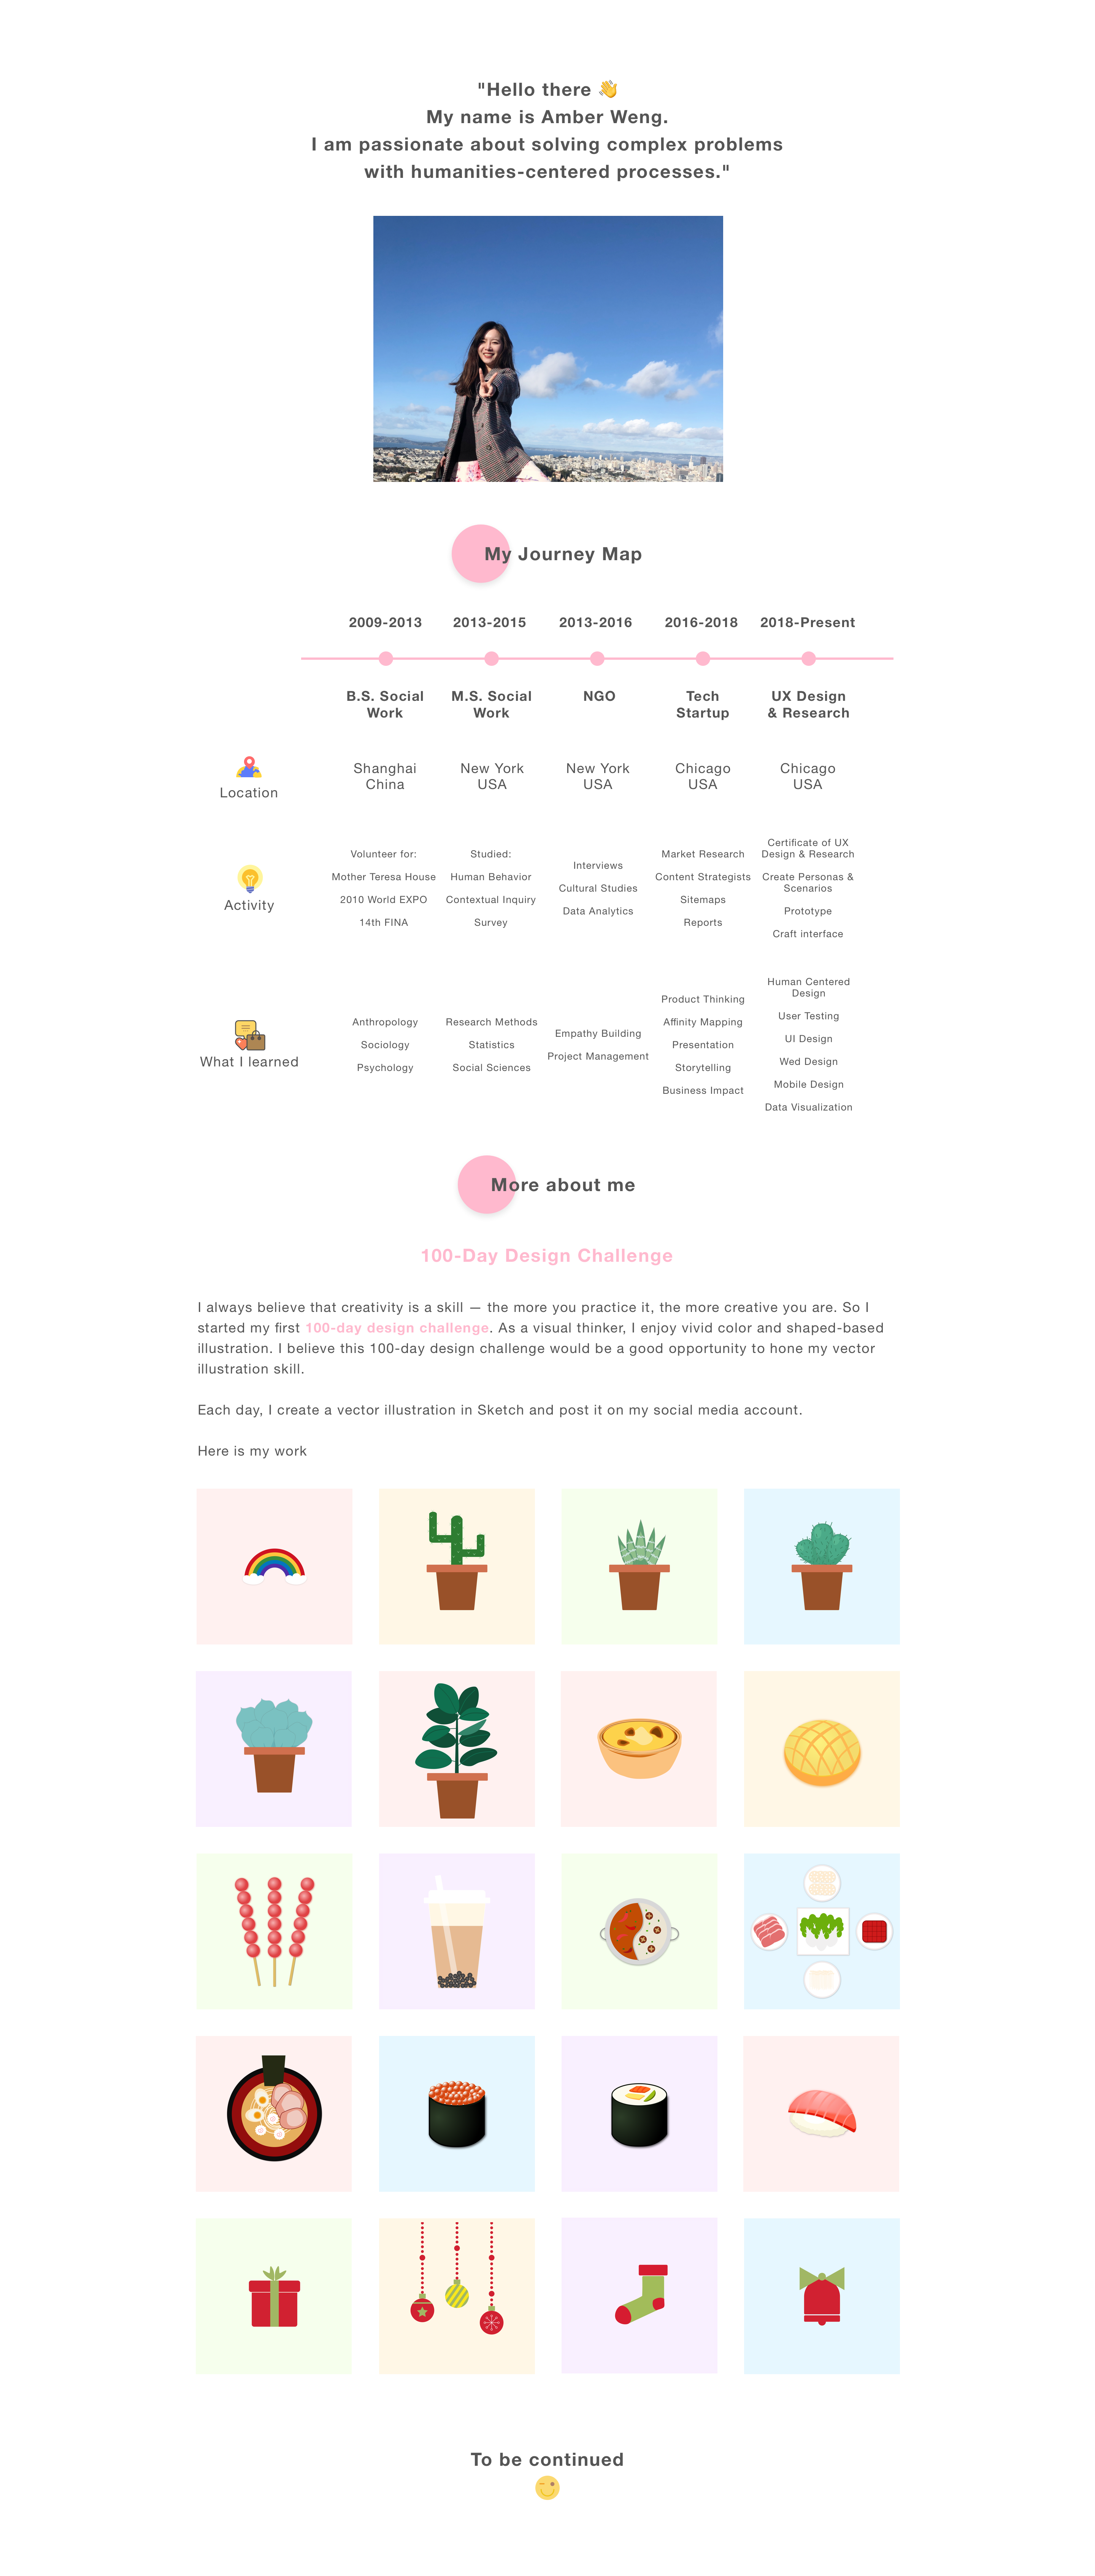 "Hello there 👋
My name is Amber Weng.
I am passionate about solving complex problems
with humanities-centered processes."
My Journey Map
2009-2013 2013-2015 2013-2016 2016-2018 2018-Present
B.S. Social
Work
M.S. Social
Work
NGO
Tech
Startup
UX Design
& Research
Location
Shanghai
China
New York
USA
New York
USA
Chicago
USA
Chicago
USA
Activity
Volunteer for:
Mother Teresa House
2010 World EXPO
14th FINA
Studied:
Human Behavior
Contextual Inquiry
Survey
Interviews
Cultural Studies
Data Analytics
Market Research
Content Strategists
Sitemaps
Reports
Certificate of UX
Design & Research
Create Personas &
Scenarios
Prototype
Craft interface
What I learned
Anthropology
Sociology
Psychology
Research Methods
Statistics
Social Sciences
Empathy Building
Project Management
Product Thinking
Affinity Mapping
Presentation
Storytelling
Business Impact
Human Centered
Design
User Testing
UI Design
Wed Design
Mobile Design
Data Visualization
More about me
100-Day Design Challenge
I always believe that creativity is a skill — the more you practice it, the more creative you are. So I
started my first 100-day design challenge. As a visual thinker, I enjoy vivid color and shaped-based
illustration. I believe this 100-day design challenge would be a good opportunity to hone my vector
illustration skill.
Each day, I create a vector illustration in Sketch and post it on my social media account.
Here is my work
To be continued